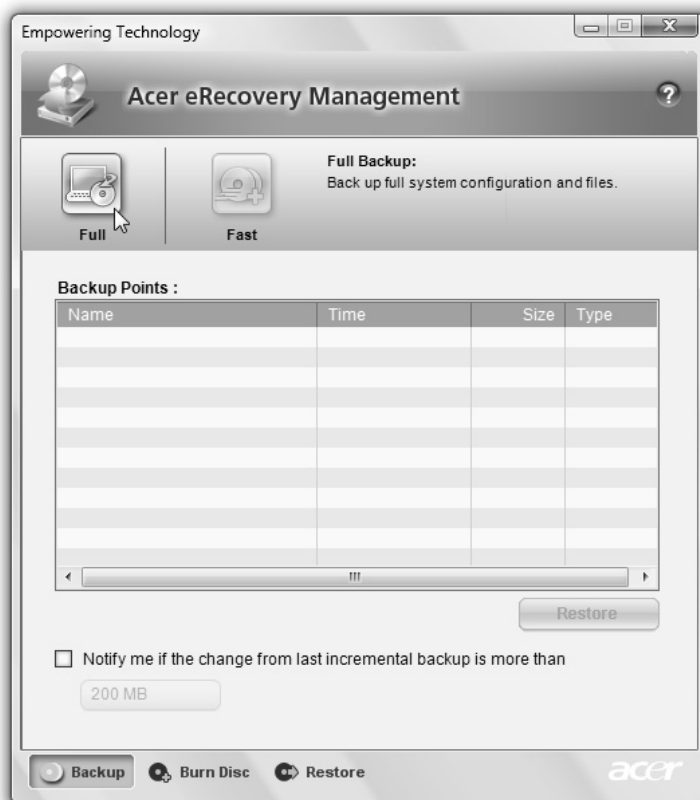 Empowering Technology
Acer eRecovery Management
?
Full Backup:
Back up full system configuration and files.
Full
Fast
Backup Points :
Name Time Size Type
Restore
Notify me if the change from last incremental backup is more than
200 MB
Backup Burn Disc Restore
acer